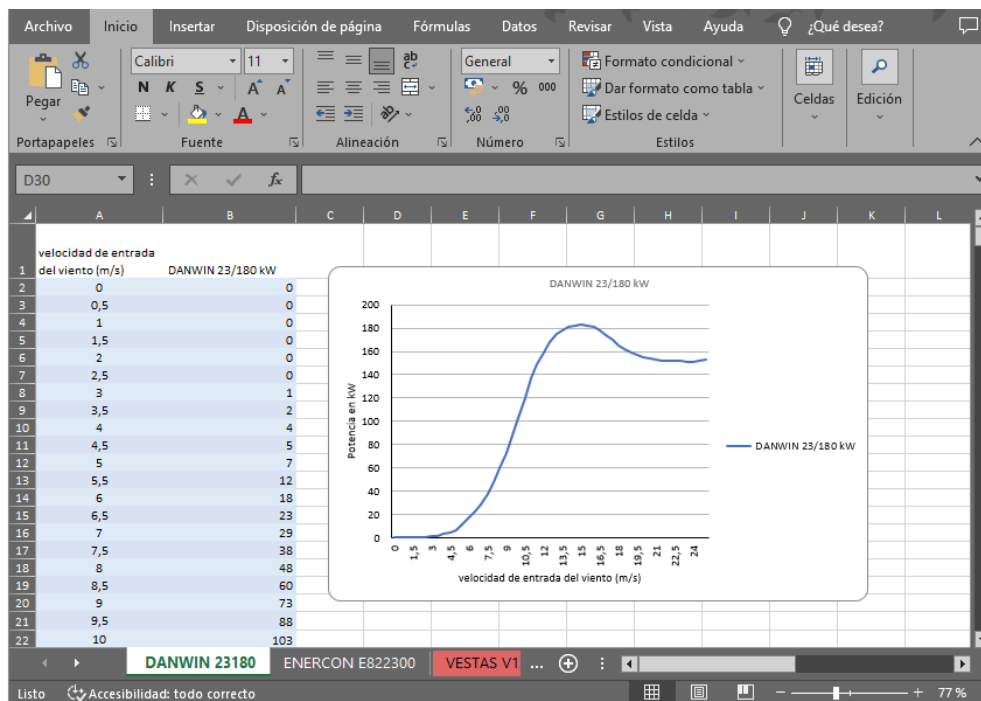 Archivo Inicio Insertar Disposición de página Fórmulas Datos Revisar Vista Ayuda ¿Qué desea?
Calibri 11 General Formato condicional
Pegar N K S A A % 000 Dar formato como tabla Celdas Edición
A Estilos de celda
Portapapeles Fuente Alineación Número Estilos
D30 fx
A B C D E F G H I J K L
velocidad de entrada
1 del viento (m/s) DANWIN 23/180 kW
2 0 0
3 0,5 0
4 1 0
5 1,5 0
6 2 0
7 2,5 0
8 3 1
9 3,5 2
10 4 4
11 4,5 5
12 5 7
13 5,5 12
14 6 18
15 6,5 23
16 7 29
17 7,5 38
18 8 48
19 8,5 60
20 9 73
21 9,5 88
22 10 103
DANWIN 23/180 kW
200
180
160
140
120
100
80
60
40
20
0
Potencia en kW
0 1,5 3 4,5 6 7,5 9 10,5 12 13,5 15 16,5 18 19,5 21 22,5 24
velocidad de entrada del viento (m/s)
DANWIN 23/180 kW
DANWIN 23180 ENERCON E822300 VESTAS V1 ...
Listo Accesibilidad: todo correcto 77 %